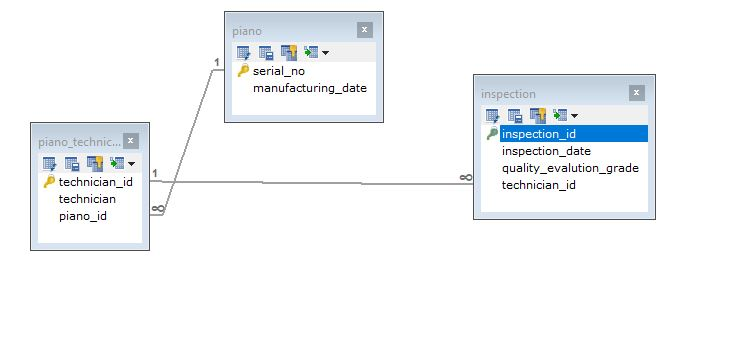 piano
x
1
serial_no
manufacturing_date
inspection
x
inspection_id
inspection_date
quality_evalution_grade
technician_id
∞
piano_technic... x
technician_id
technician
piano_id
1
∞